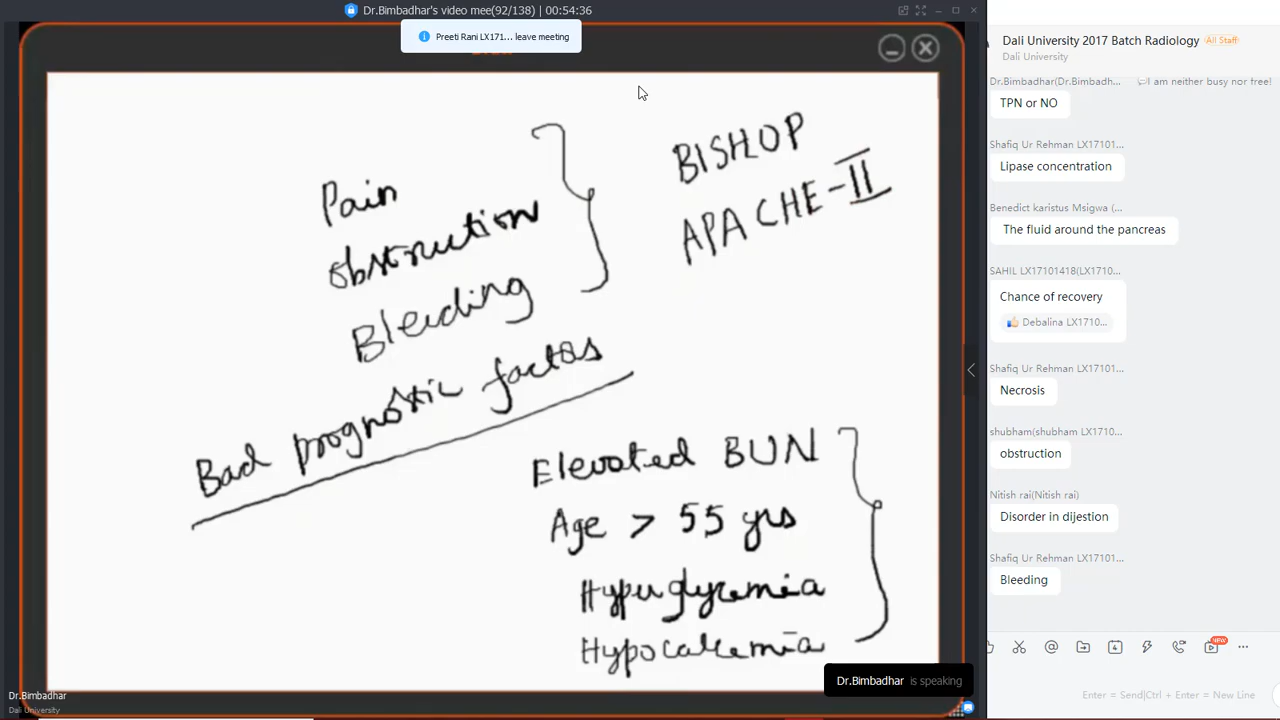 Dr.Bimbadhar's video mee(92/138) | 00:54:36
Preeti Rani LX171... leave meeting
Pain
obstruction
Bleeding
BISHOP
APACHE-II
Bad prognostic factos
Elevated BUN
Age > 55 yrs
Hyperglycemia
Hypocalcemia
Dr.Bimbadhar is speaking
Dr.Bimbadhar
Dali University
Dali University 2017 Batch Radiology All Staff
Dali University
Dr.Bimbadhar(Dr.Bimbadh... I am neither busy nor free!
TPN or NO
Shafiq Ur Rehman LX17101...
Lipase concentration
Benedict karistus Msigwa (...
The fluid around the pancreas
SAHIL LX17101418(LX1710...
Chance of recovery
Debalina LX1710...
Shafiq Ur Rehman LX17101...
Necrosis
shubham(shubham LX1710...
obstruction
Nitish rai(Nitish rai)
Disorder in dijestion
Shafiq Ur Rehman LX17101...
Bleeding
4
NEW
Enter = Send|Ctrl + Enter = New Line